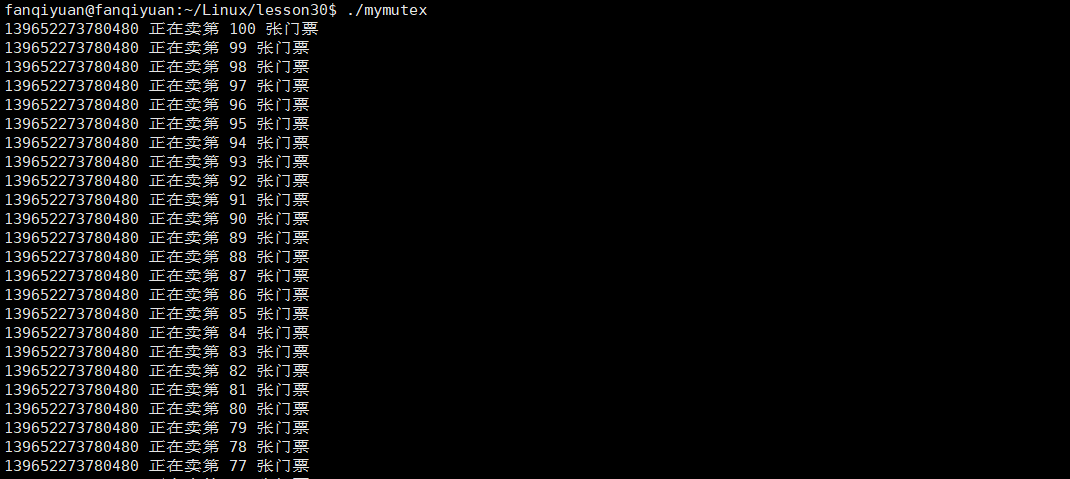 fanqiyuan@fanqiyuan:~/Linux/lesson30$ ./mymutex
139652273780480 正在卖第 100 张门票
139652273780480 正在卖第 99 张门票
139652273780480 正在卖第 98 张门票
139652273780480 正在卖第 97 张门票
139652273780480 正在卖第 96 张门票
139652273780480 正在卖第 95 张门票
139652273780480 正在卖第 94 张门票
139652273780480 正在卖第 93 张门票
139652273780480 正在卖第 92 张门票
139652273780480 正在卖第 91 张门票
139652273780480 正在卖第 90 张门票
139652273780480 正在卖第 89 张门票
139652273780480 正在卖第 88 张门票
139652273780480 正在卖第 87 张门票
139652273780480 正在卖第 86 张门票
139652273780480 正在卖第 85 张门票
139652273780480 正在卖第 84 张门票
139652273780480 正在卖第 83 张门票
139652273780480 正在卖第 82 张门票
139652273780480 正在卖第 81 张门票
139652273780480 正在卖第 80 张门票
139652273780480 正在卖第 79 张门票
139652273780480 正在卖第 78 张门票
139652273780480 正在卖第 77 张门票